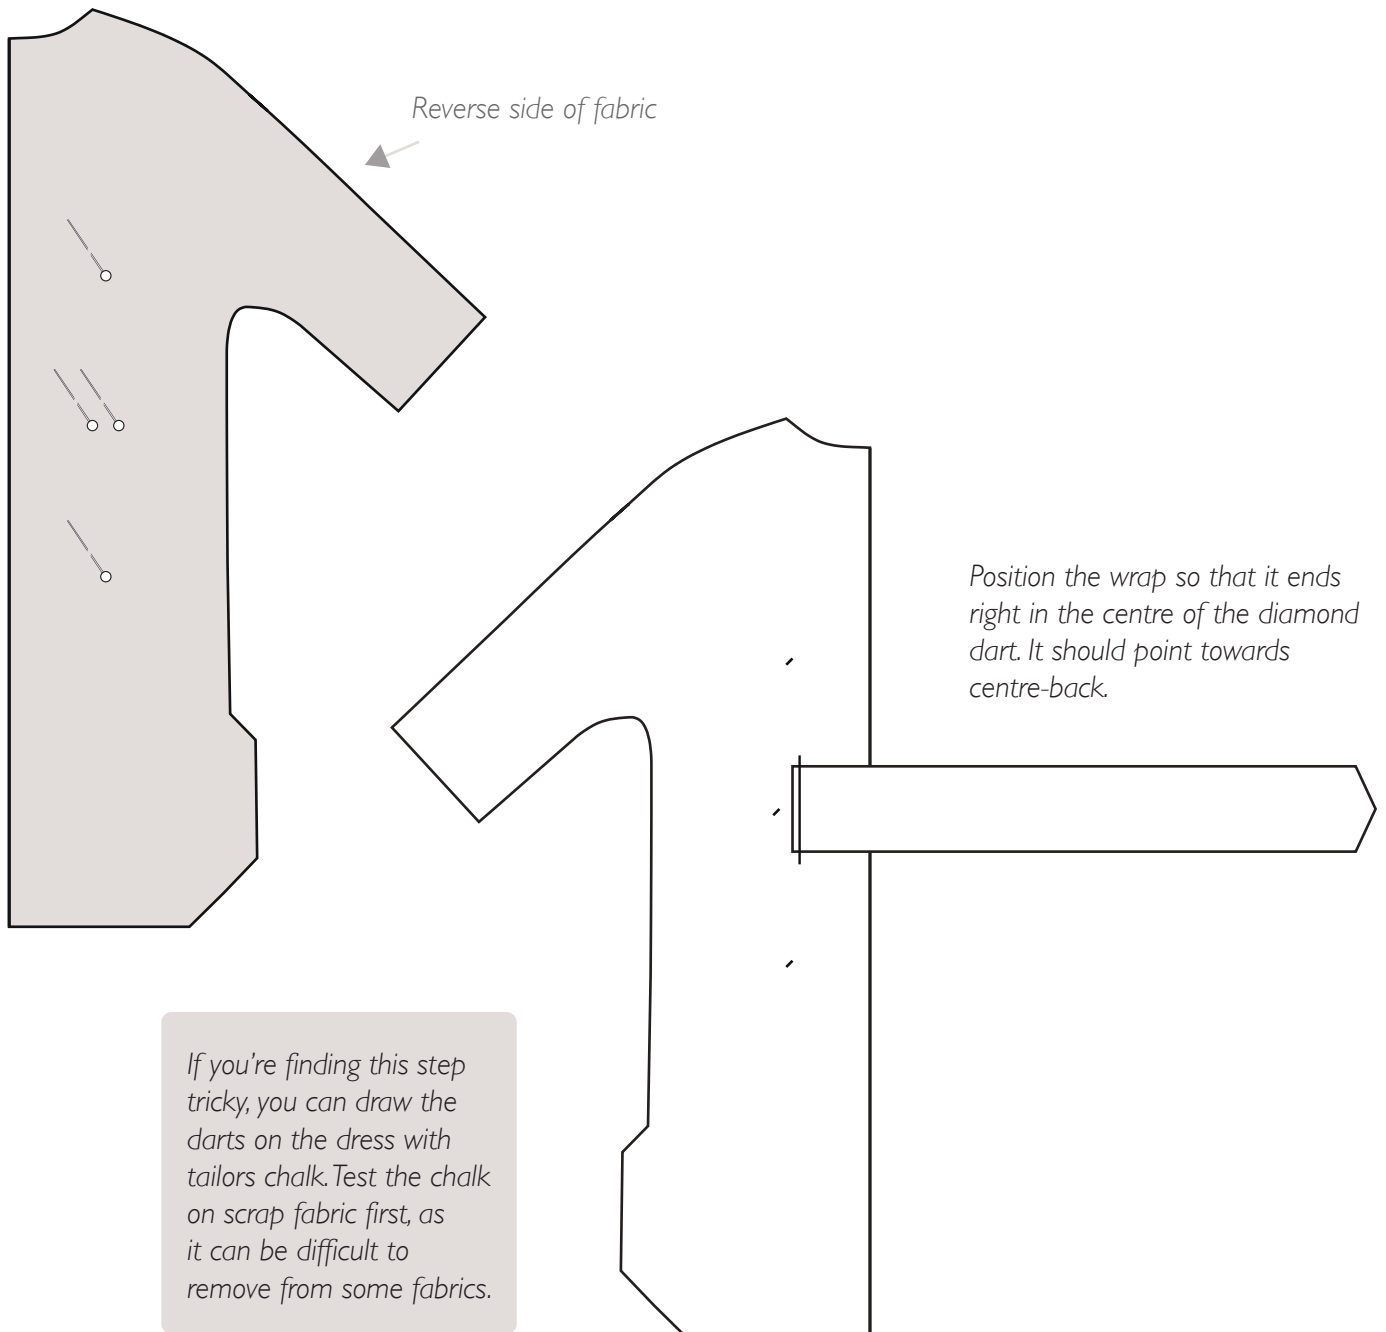 Reverse side of fabric
Position the wrap so that it ends
right in the centre of the diamond
dart. It should point towards
centre-back.
If you’re finding this step
tricky, you can draw the
darts on the dress with
tailors chalk. Test the chalk
on scrap fabric first, as
it can be difficult to
remove from some fabrics.